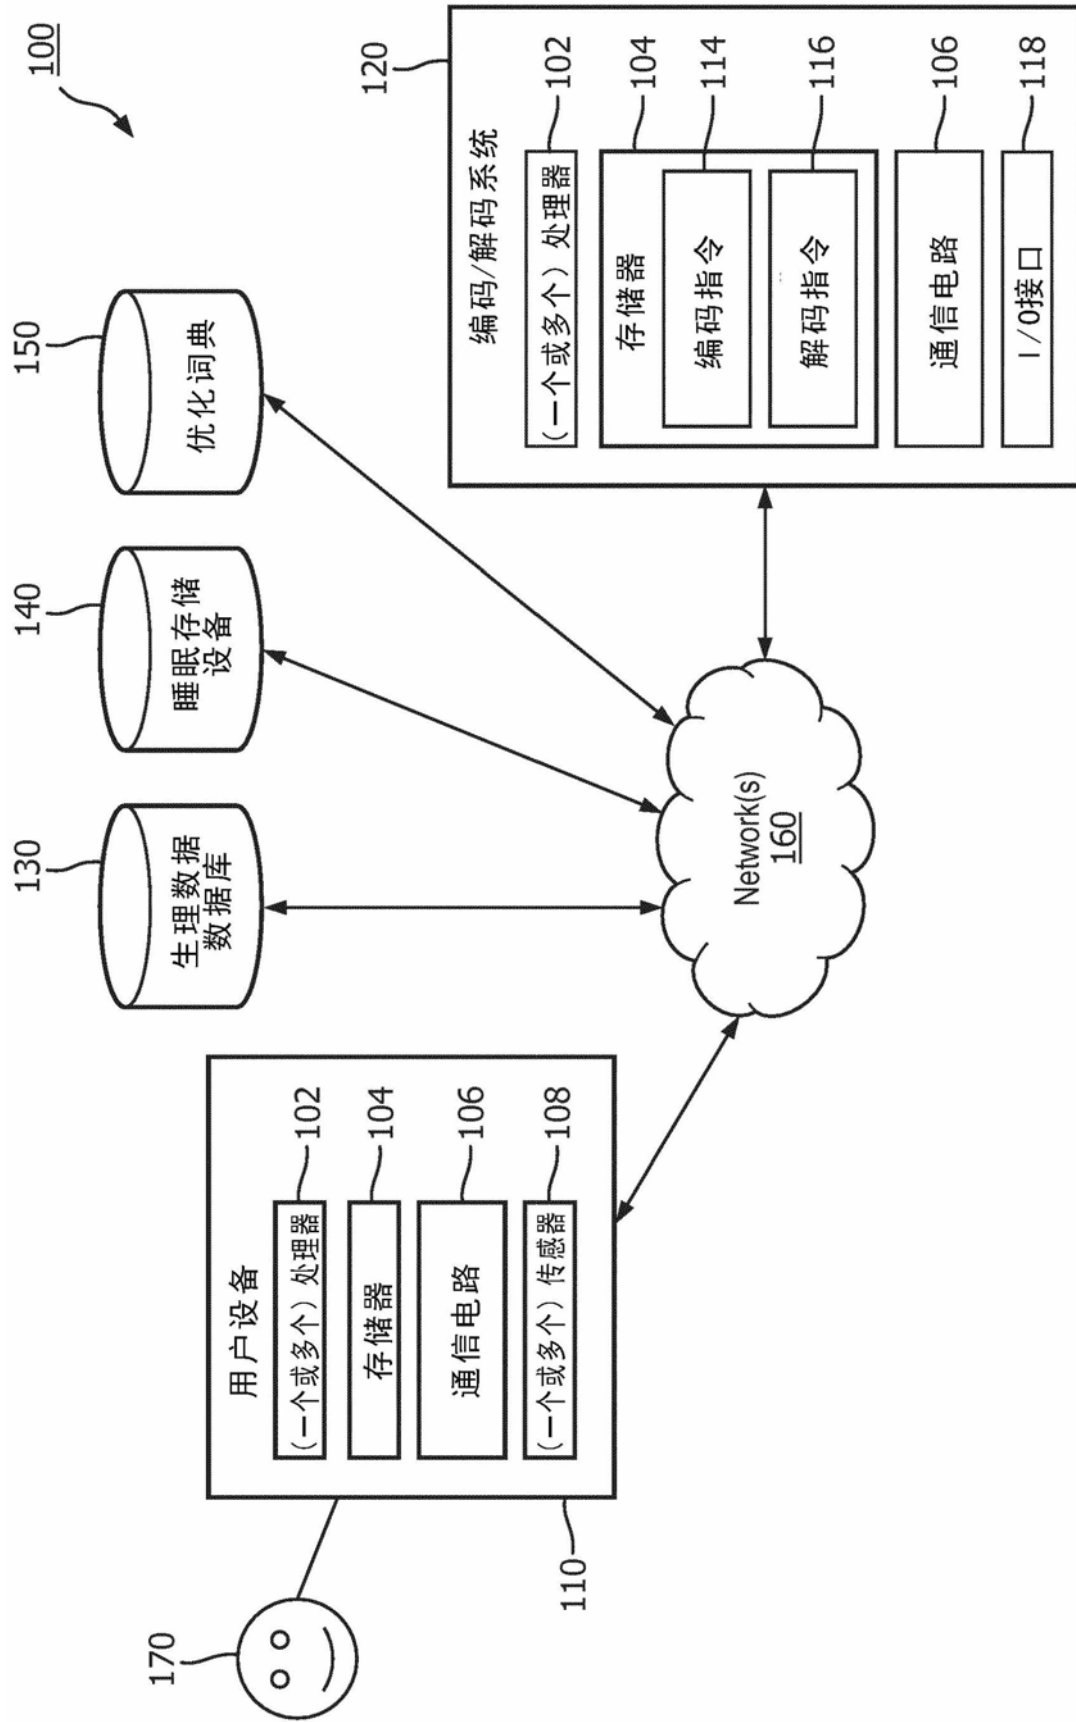 100
170
用户设备
(一个或多个) 处理器
102
存储器
104
通信电路
106
(一个或多个) 传感器
108
110
130
生理数据
数据库
140
睡眠存储
设备
150
优化词典
Network(s)
160
120
编码/解码系统
(一个或多个) 处理器
102
存储器
104
编码指令
114
解码指令
116
通信电路
106
I/O接口
118